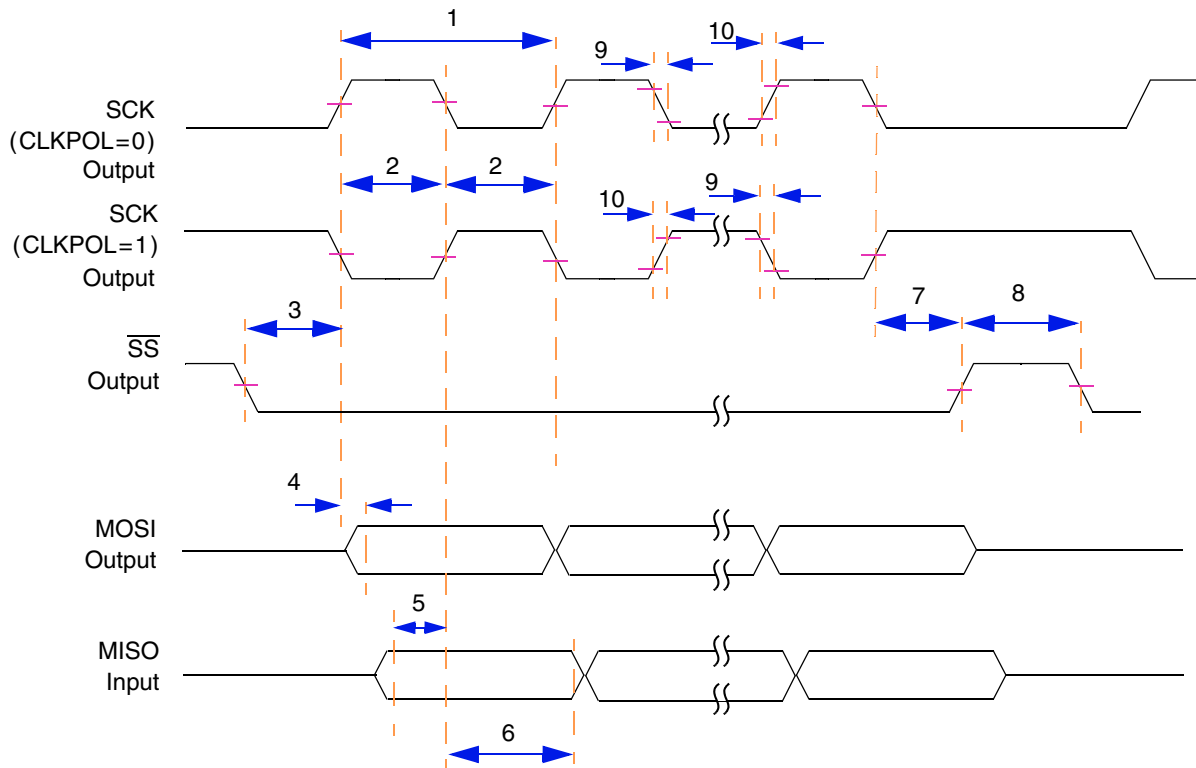 1
9
10
SCK
(CLKPOL=0)
Output
2
2
SCK
(CLKPOL=1)
Output
10
9
3
7
8
SS
Output
4
MOSI
Output
5
MISO
Input
6